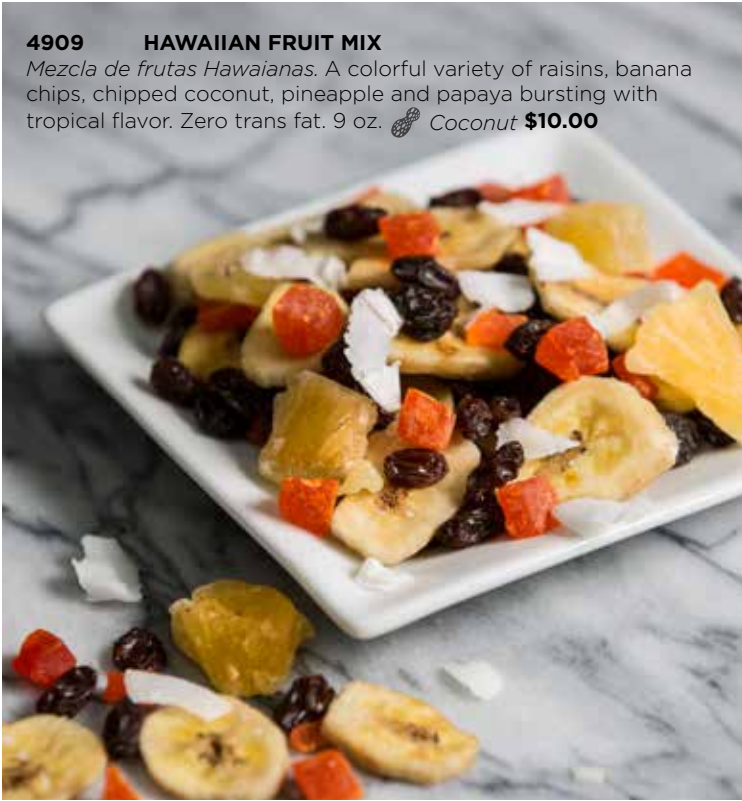 4909 HAWAIIAN FRUIT MIX
Mezcla de frutas Hawaianas. A colorful variety of raisins, banana
chips, chipped coconut, pineapple and papaya bursting with
tropical flavor. Zero trans fat. 9 oz. Coconut $10.00